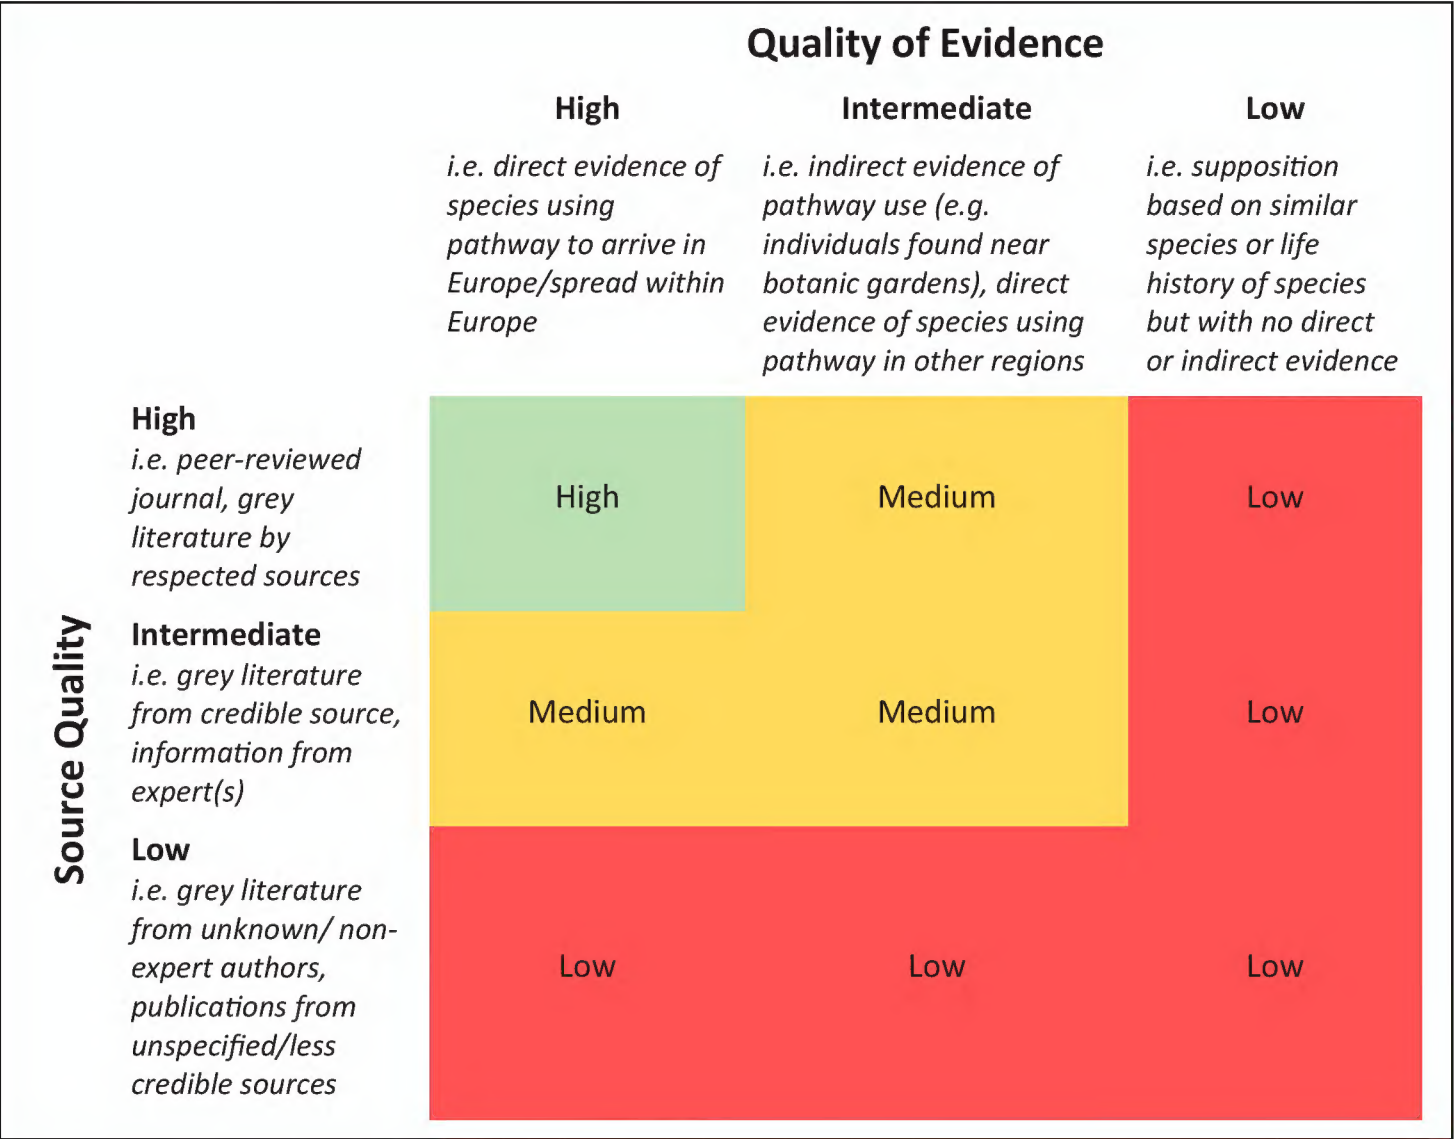 Quality of Evidence
High
i.e. direct evidence of
species using
pathway to arrive in
Europe/spread within
Europe
Intermediate
i.e. indirect evidence of
pathway use (e.g.
individuals found near
botanic gardens), direct
evidence of species using
pathway in other regions
Low
i.e. supposition
based on similar
species or life
history of species
but with no direct
or indirect evidence
Source Quality
High
i.e. peer-reviewed
journal, grey
literature by
respected sources
High
Medium
Low
Intermediate
i.e. grey literature
from credible source,
information from
expert(s)
Medium
Medium
Low
Low
i.e. grey literature
from unknown/ non-
expert authors,
publications from
unspecified/less
credible sources
Low
Low
Low